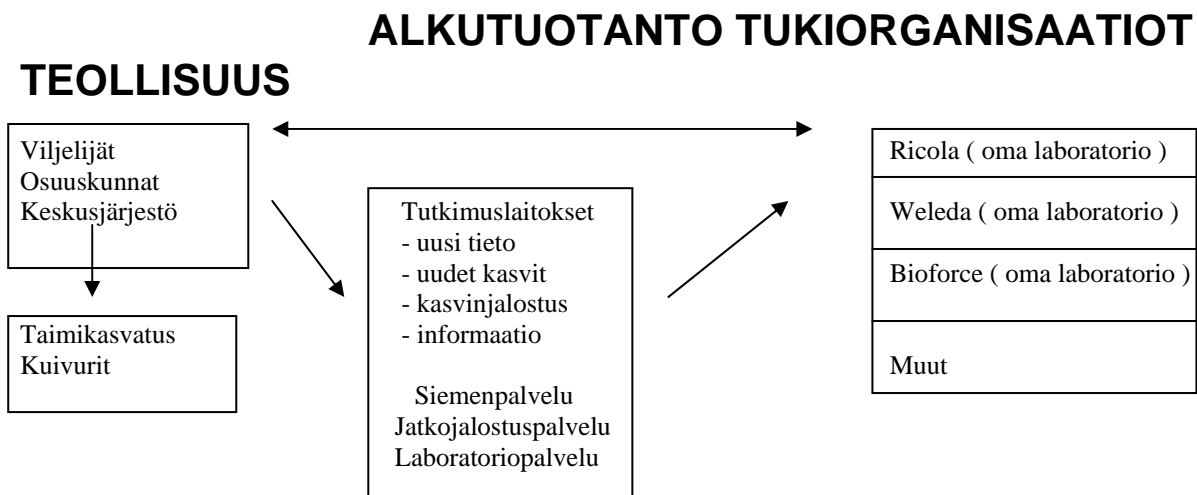 ALKUTUOTANTO TUKIORGANISAATIOT
TEOLLISUUS
Viljelijät
Osuuskunnat
Keskusjärjestö
Taimikasvatus
Kuivurit
Tutkimuslaitokset
- uusi tieto
- uudet kasvit
- kasvinjalostus
- informaatio
Siemenpalvelu
Jatkojalostuspalvelu
Laboratoriopalvelu
Ricola ( oma laboratorio )
Weleda ( oma laboratorio )
Bioforce ( oma laboratorio )
Muut